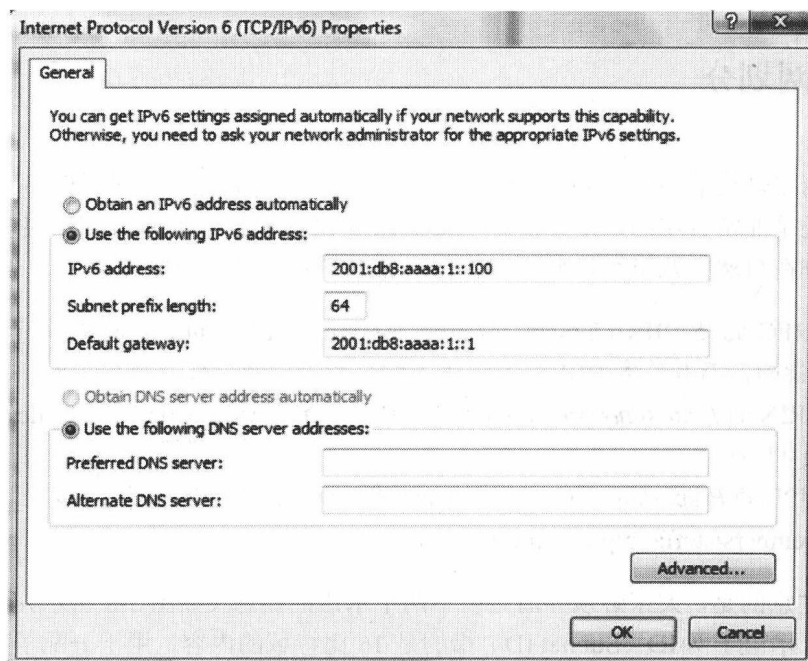 Internet Protocol Version 6 (TCP/IPv6) Properties
General
You can get IPv6 settings assigned automatically if your network supports this capability.
Otherwise, you need to ask your network administrator for the appropriate IPv6 settings.
Obtain an IPv6 address automatically
Use the following IPv6 address:
IPv6 address: 2001:db8:aaaa:1::100
Subnet prefix length: 64
Default gateway: 2001:db8:aaaa:1::1
Obtain DNS server address automatically
Use the following DNS server addresses:
Preferred DNS server:
Alternate DNS server:
Advanced...
OK Cancel